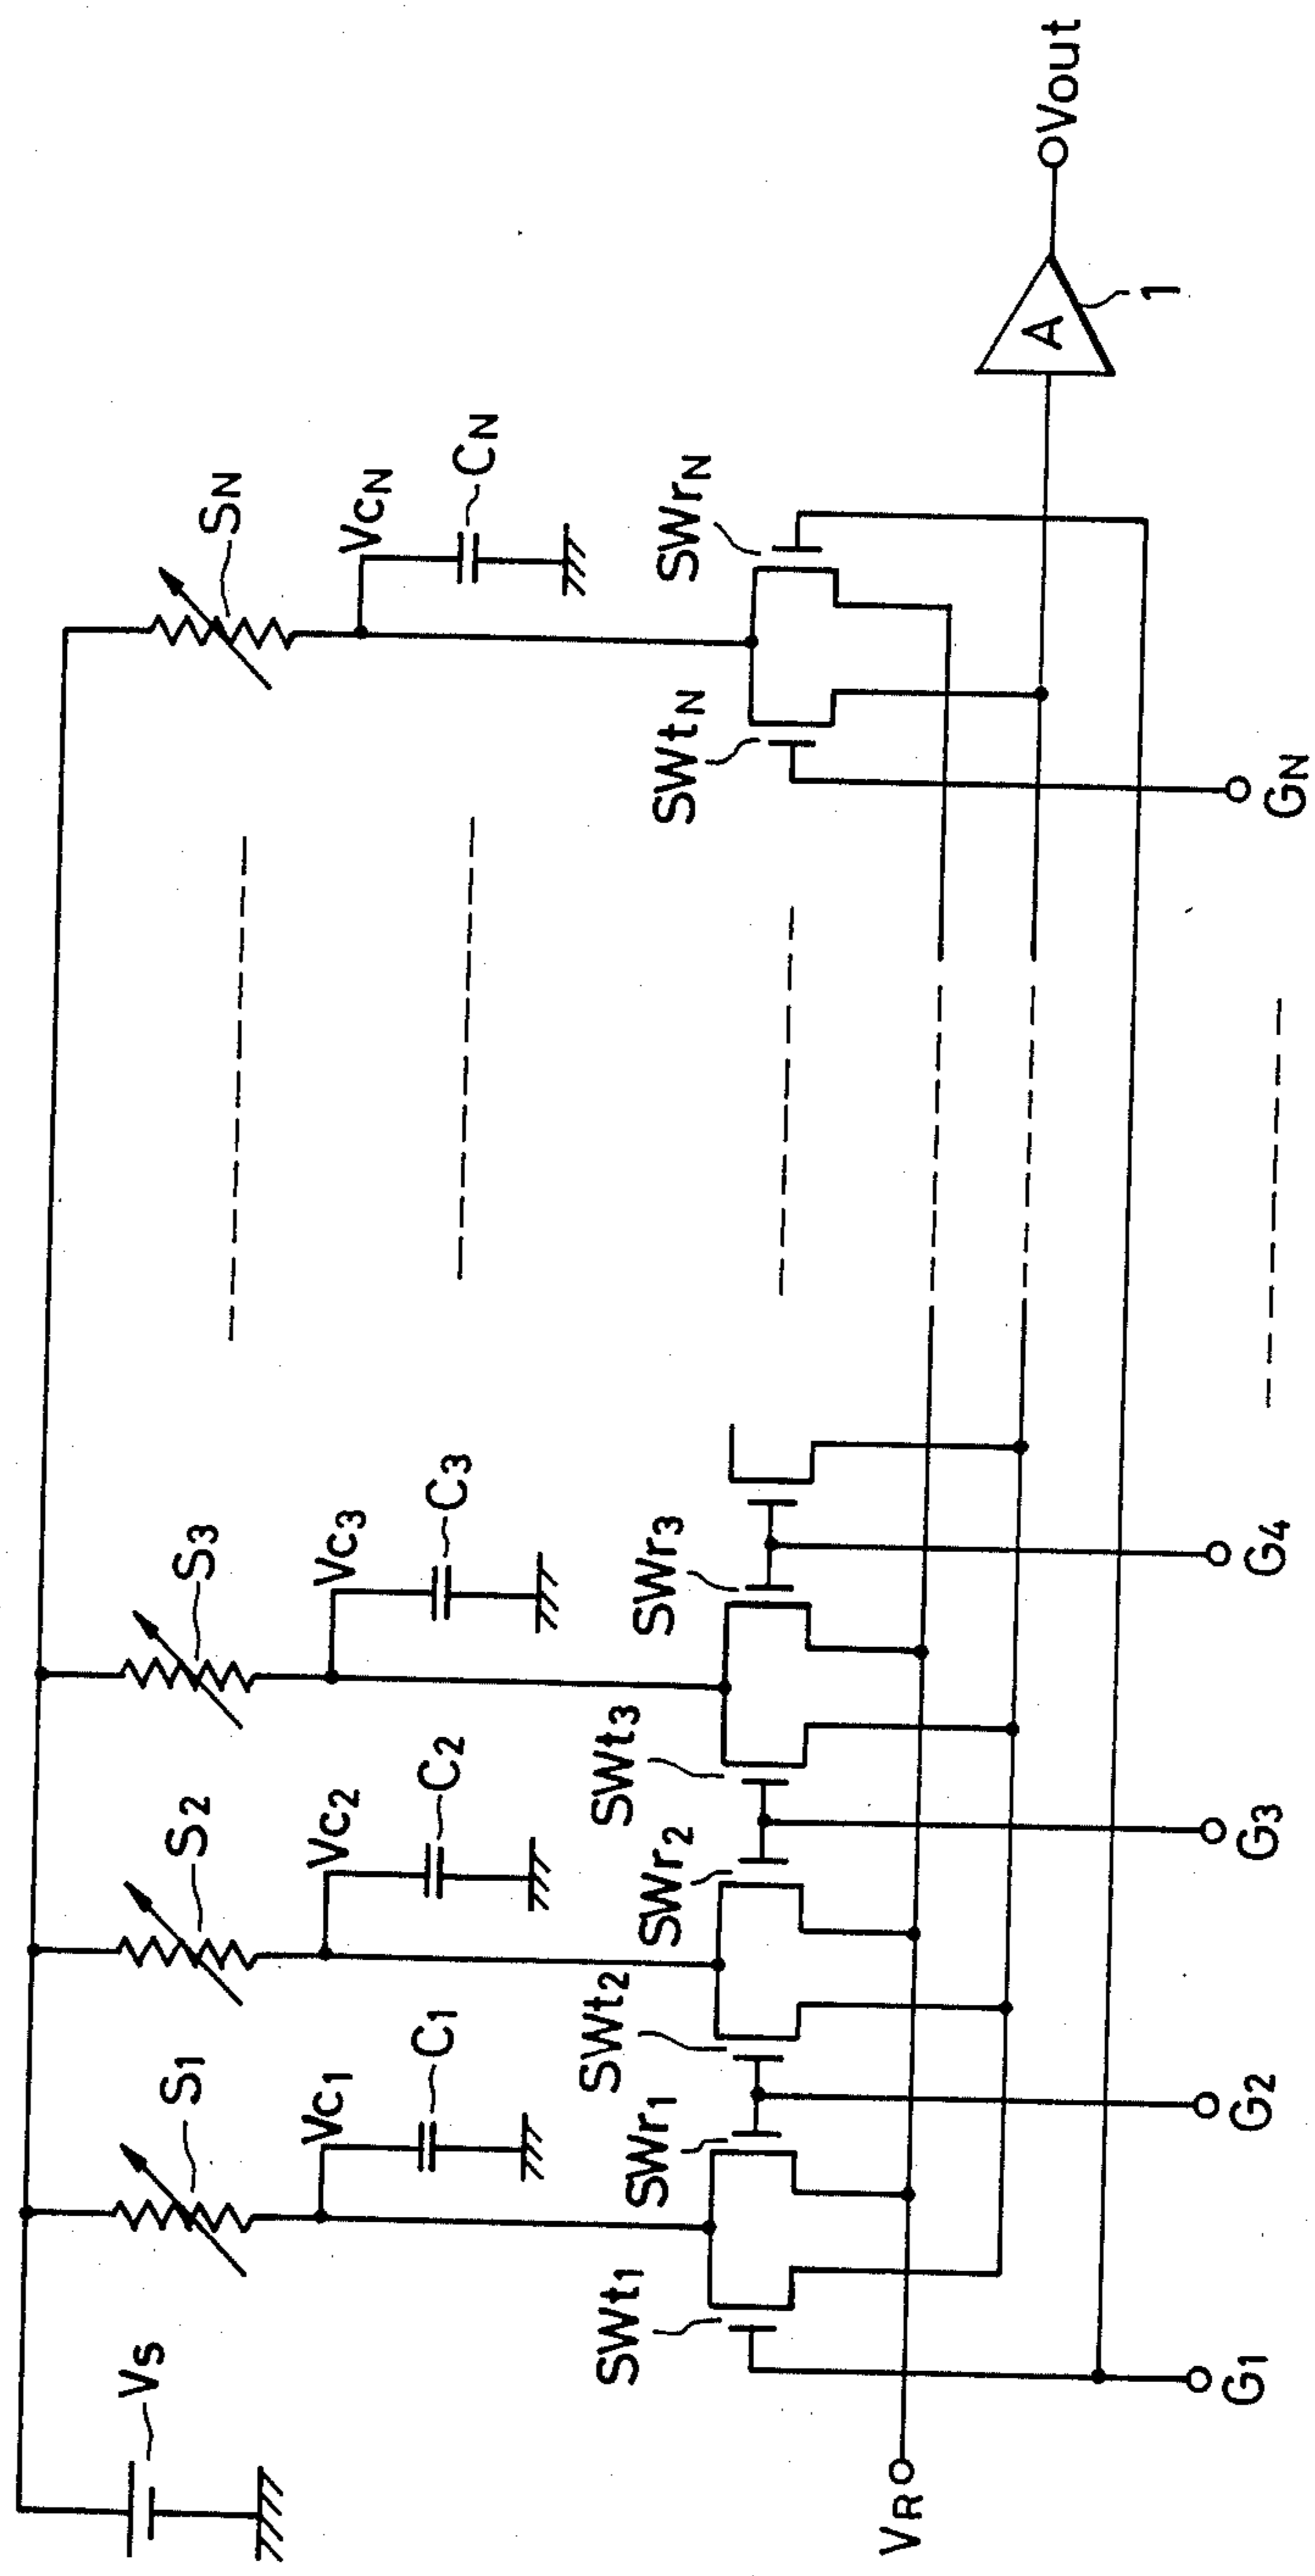 Vs
S1
S2
S3
SN
Vc1
C1
Vc2
C2
Vc3
C3
VcN
CN
SWt1
SWr1
SWt2
SWr2
SWt3
SWr3
SWtN
SWrN
VR
A
1
Vout
G1
G2
G3
G4
GN